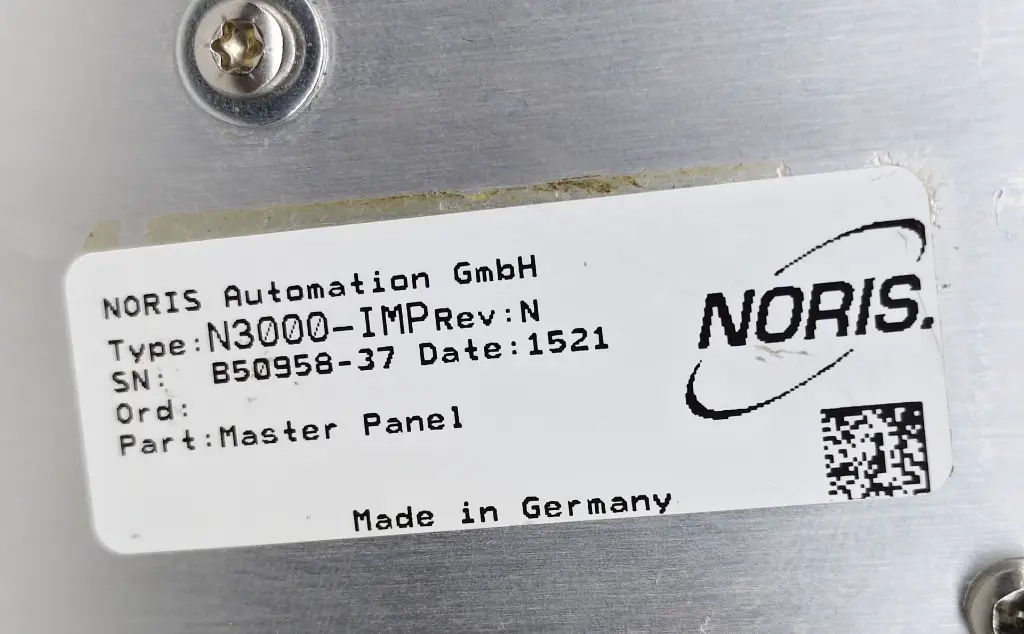 NORIS Automation GmbH
Type:N3000-IMP Rev:N
SN: B50958-37 Date:1521
Ord:
Part:Master Panel
Made in Germany
NORIS.